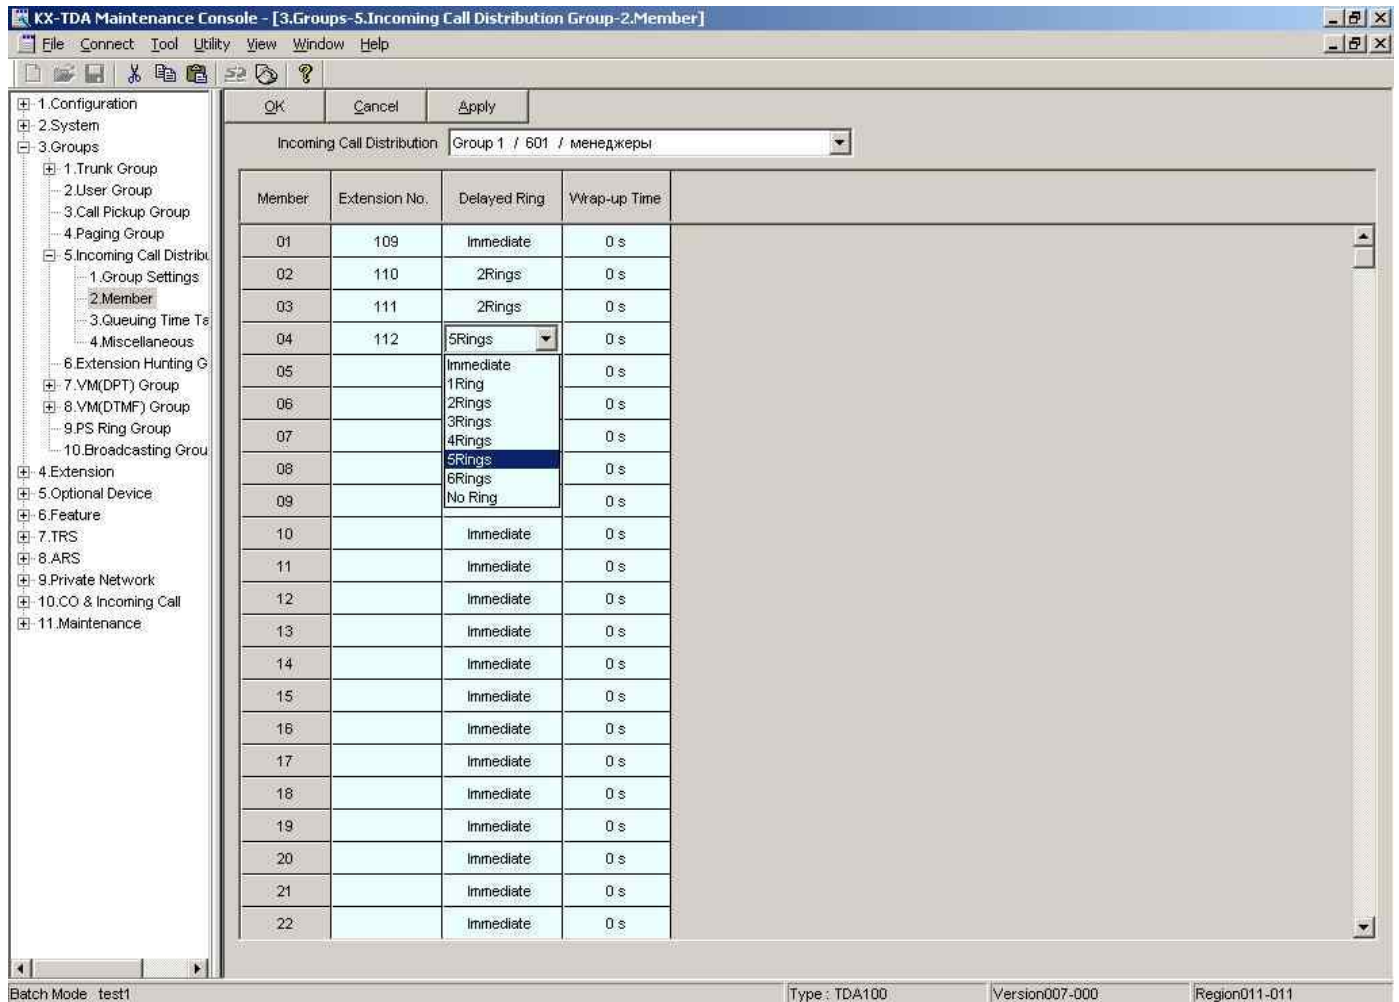 KX-TDA Maintenance Console - [3.Groups-5.Incoming Call Distribution Group-2.Member]
File Connect Tool Utility View Window Help
1.Configuration
2.System
3.Groups
1.Trunk Group
2.User Group
3.Call Pickup Group
4.Paging Group
5.Incoming Call Distribu
1.Group Settings
2.Member
3.Queuing Time Ta
4.Miscellaneous
6.Extension Hunting G
7.VM(DPT) Group
8.VM(DTMF) Group
9.PS Ring Group
10.Broadcasting Grou
4.Extension
5.Optional Device
6.Feature
7.TRS
8.ARS
9.Private Network
10.CO & Incoming Call
11.Maintenance
OK Cancel Apply
Incoming Call Distribution Group 1 / 601 / менеджеры
Member Extension No. Delayed Ring Wrap-up Time
01 109 Immediate 0 s
02 110 2Rings 0 s
03 111 2Rings 0 s
04 112 5Rings 0 s
Immediate
1Ring
2Rings
3Rings
4Rings
5Rings
6Rings
No Ring
05 0 s
06 0 s
07 0 s
08 0 s
09 0 s
10 Immediate 0 s
11 Immediate 0 s
12 Immediate 0 s
13 Immediate 0 s
14 Immediate 0 s
15 Immediate 0 s
16 Immediate 0 s
17 Immediate 0 s
18 Immediate 0 s
19 Immediate 0 s
20 Immediate 0 s
21 Immediate 0 s
22 Immediate 0 s
Batch Mode test1 Type : TDA100 Version007-000 Region011-011